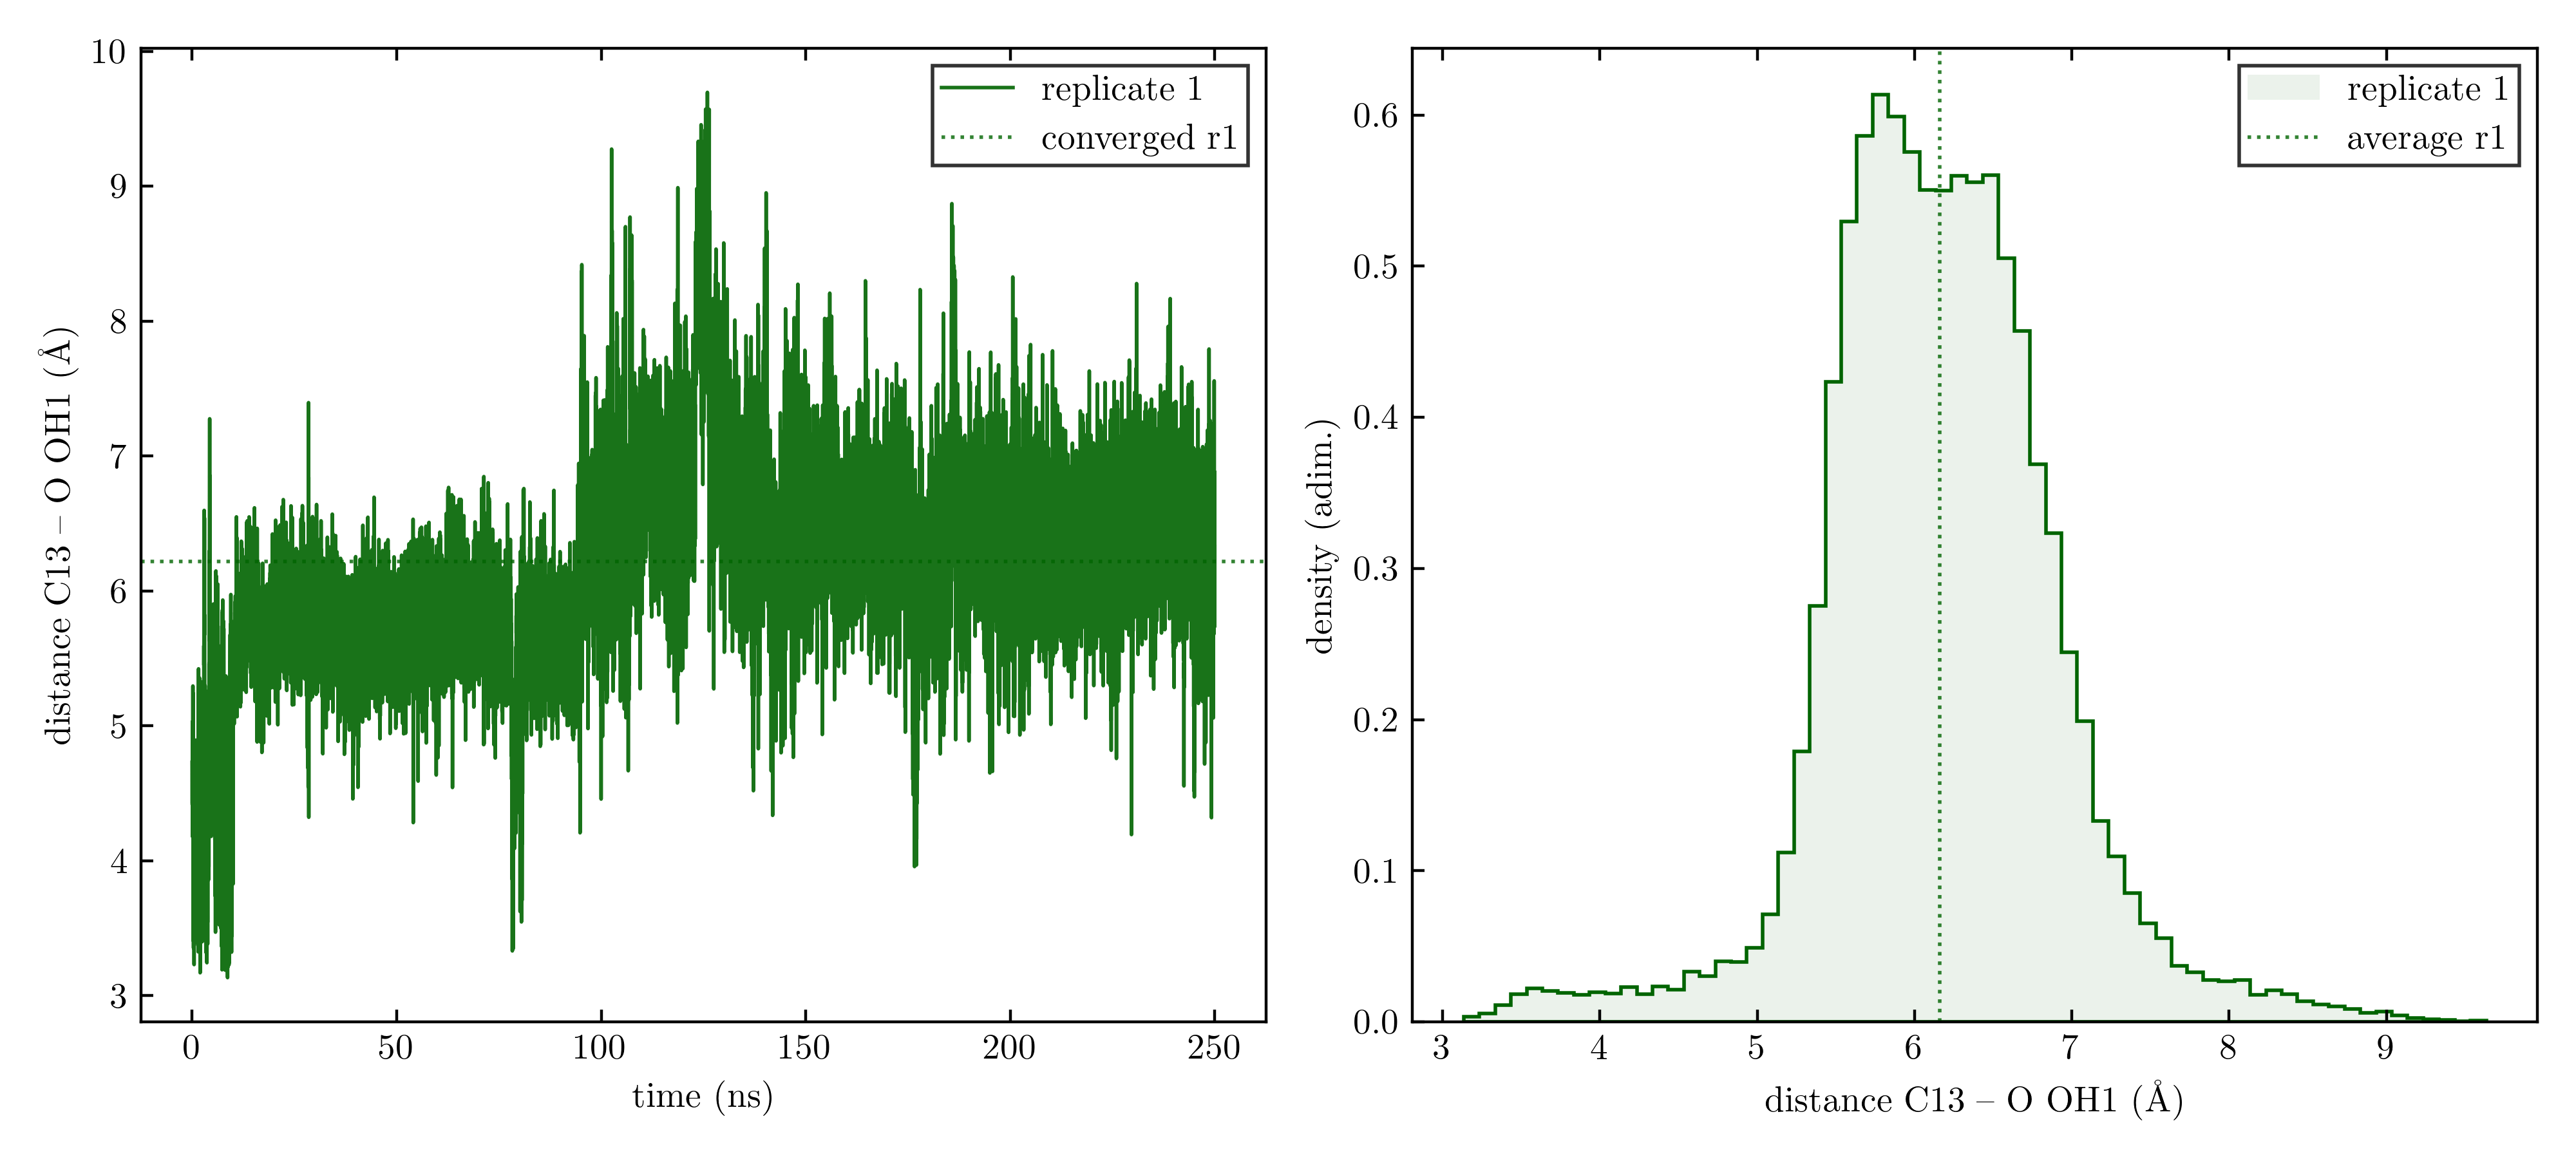 10
9
8
7
6
5
4
3
distance C13 – O OH1 (Å)
0 50 100 150 200 250
time (ns)
replicate 1
converged r1
0.6
0.5
0.4
0.3
0.2
0.1
0.0
density (adim.)
3 4 5 6 7 8 9
distance C13 – O OH1 (Å)
replicate 1
average r1